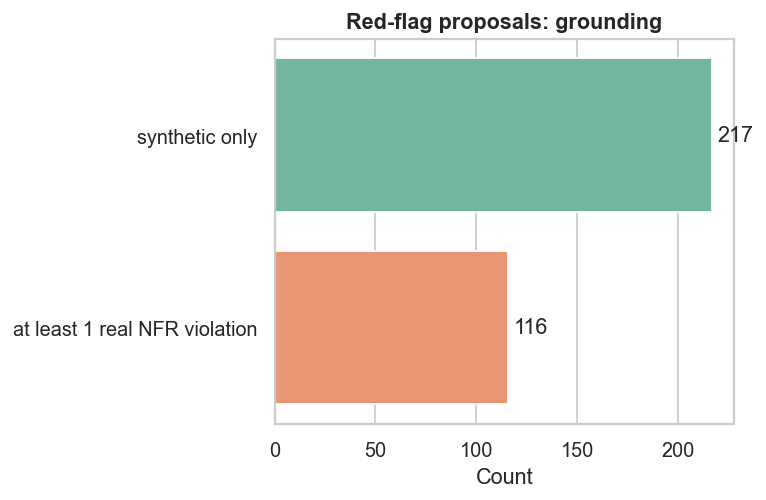 Red-flag proposals: grounding
synthetic only
217
at least 1 real NFR violation
116
0 50 100 150 200
Count